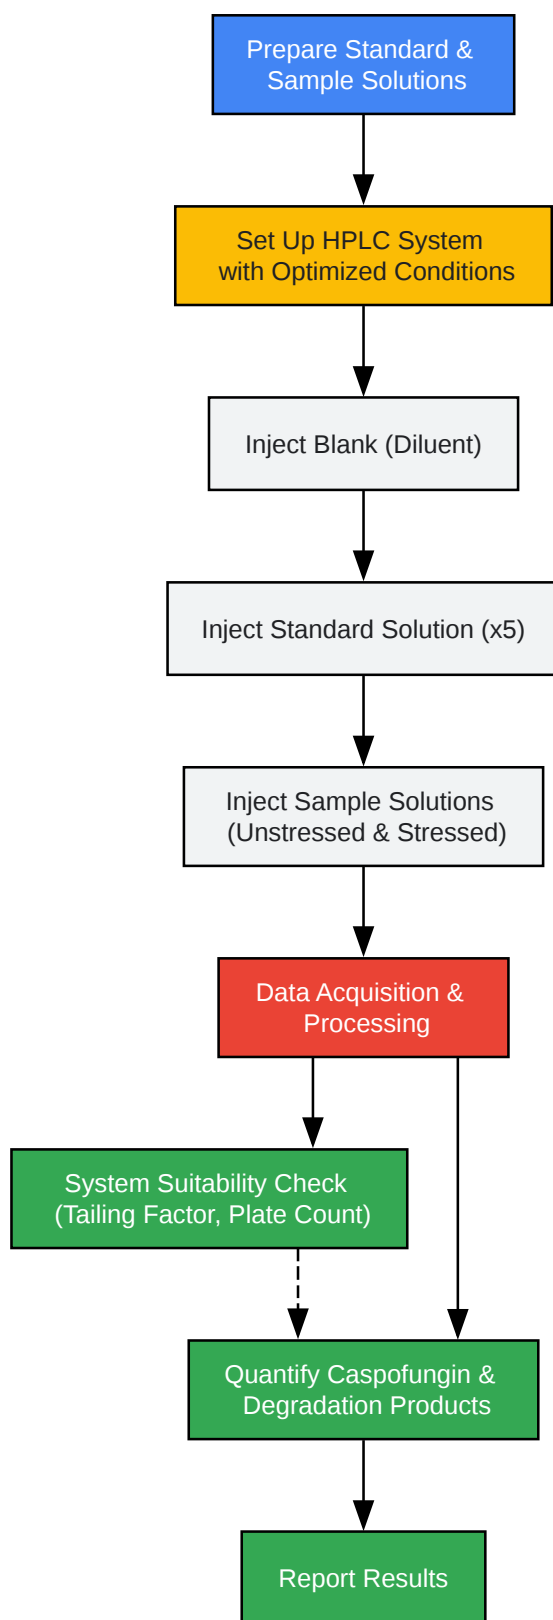 Prepare Standard &
Sample Solutions
Set Up HPLC System
with Optimized Conditions
Inject Blank (Diluent)
Inject Standard Solution (x5)
Inject Sample Solutions
(Unstressed & Stressed)
Data Acquisition &
Processing
System Suitability Check
(Tailing Factor, Plate Count)
Quantify Caspofungin &
Degradation Products
Report Results